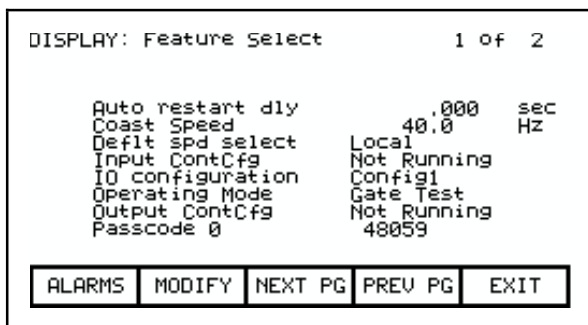 DISPLAY: Feature Select 1 of 2
Auto restart dly .000 sec
Coast Speed 40.0 Hz
Deflt spd select Local
Input ContCfg Not Running
IO configuration Config1
Operating Mode Gate Test
Output ContCfg Not Running
Passcode 0 48059
ALARMS MODIFY NEXT PG PREV PG EXIT